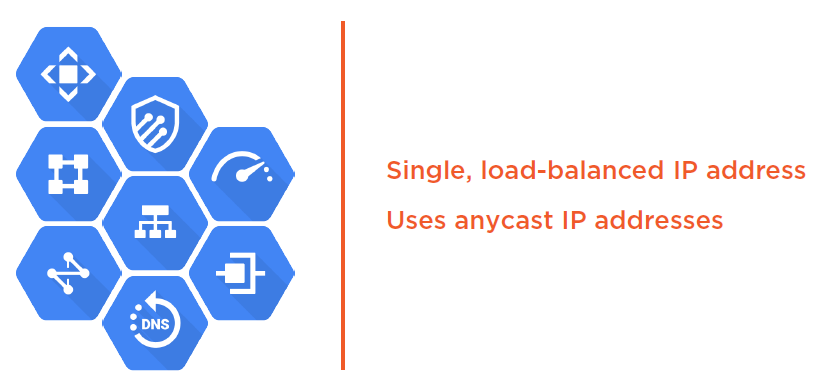 DNS
Single, load-balanced IP address
Uses anycast IP addresses